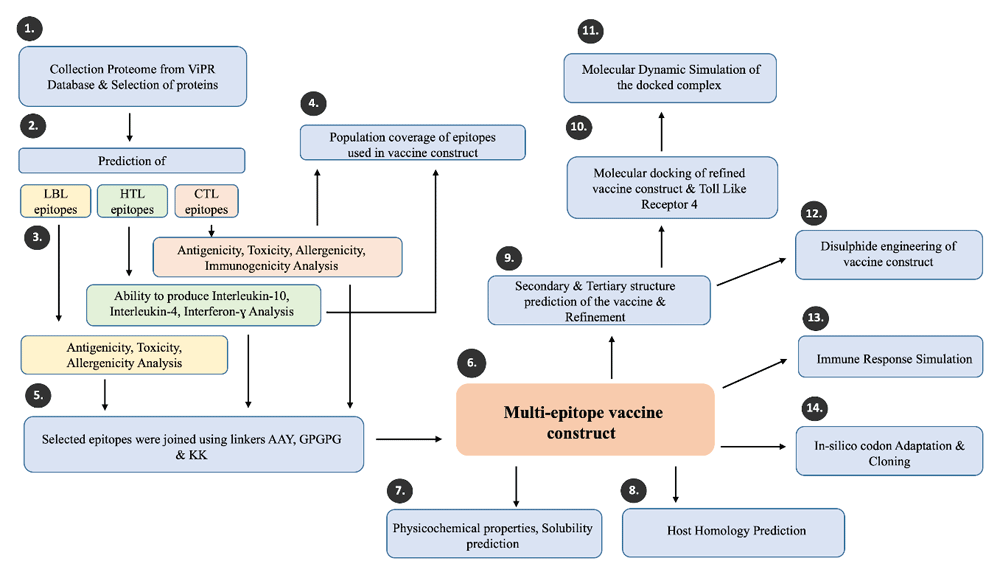 1.
Collection Proteome from ViPR
Database & Selection of proteins
2.
Prediction of
LBL
epitopes
HTL
epitopes
CTL
epitopes
3.
Antigenicity, Toxicity, Allergenicity,
Immunogenicity Analysis
Ability to produce Interleukin-10,
Interleukin-4, Interferon-ɣ Analysis
Antigenicity, Toxicity,
Allergenicity Analysis
4.
Population coverage of epitopes
used in vaccine construct
5.
Selected epitopes were joined using linkers AAY, GPGPG
& KK
6.
Multi-epitope vaccine
construct
7.
Physicochemical properties, Solubility
prediction
8.
Host Homology Prediction
9.
Secondary & Tertiary structure
prediction of the vaccine &
Refinement
10.
Molecular docking of refined
vaccine construct & Toll Like
Receptor 4
11.
Molecular Dynamic Simulation of
the docked complex
12.
Disulphide engineering of
vaccine construct
13.
Immune Response Simulation
14.
In-silico codon Adaptation &
Cloning